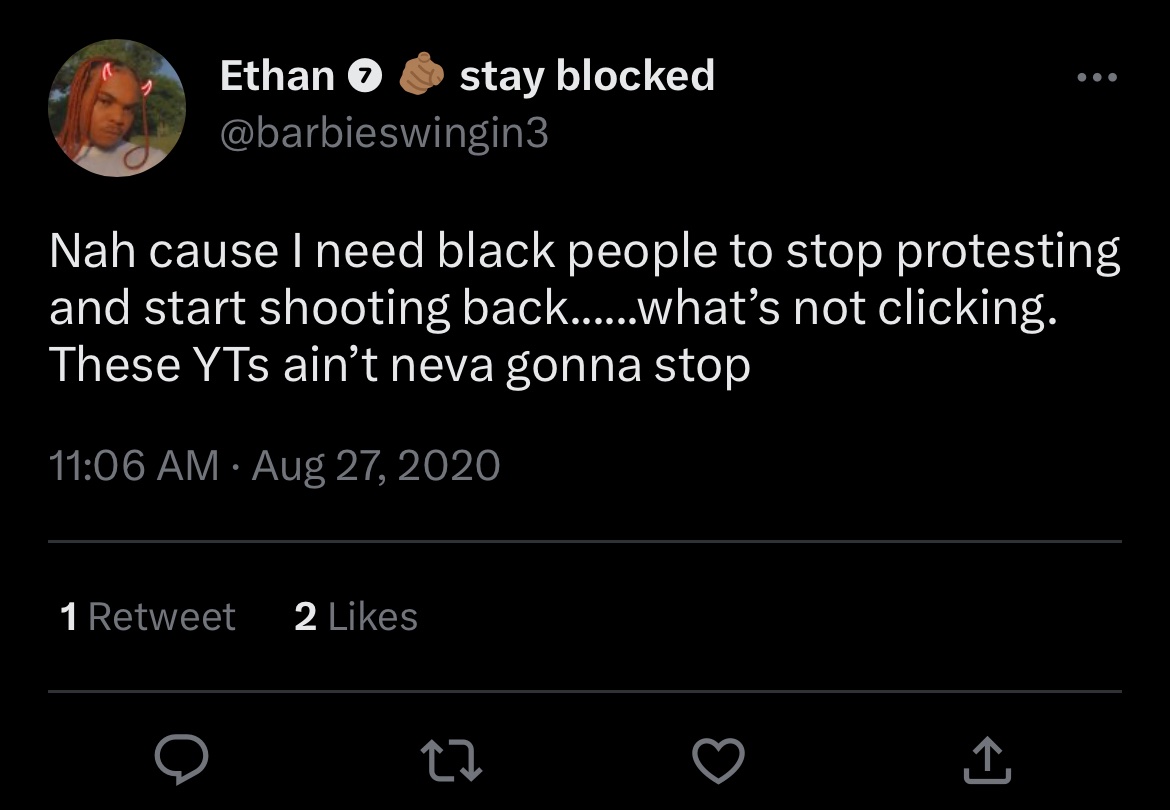 Ethan 7 🫵🏽 stay blocked
@barbieswingin3
Nah cause I need black people to stop protesting
and start shooting back......what’s not clicking.
These YTs ain’t neva gonna stop
11:06 AM · Aug 27, 2020
1 Retweet 2 Likes